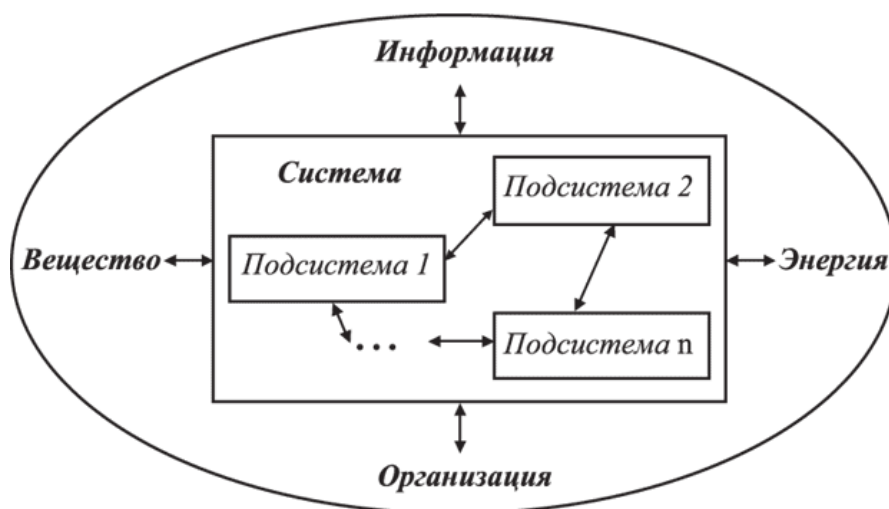 Информация
Система
Подсистема 2
Вещество
Подсистема 1
Энергия
...
Подсистема n
Организация